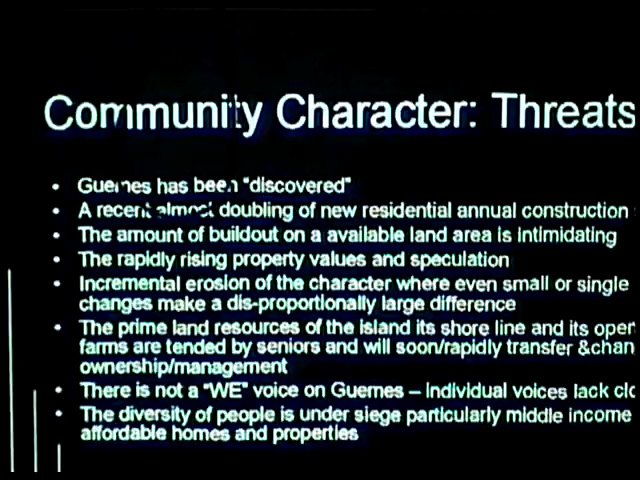 Community Character: Threats
• Guemes has been "discovered"
• A recent almost doubling of new residential annual construction
• The amount of buildout on a available land area is intimidating
• The rapidly rising property values and speculation
• Incremental erosion of the character where even small or single
changes make a dis-proportionally large difference
• The prime land resources of the island its shore line and its open
farms are tended by seniors and will soon/rapidly transfer &chan
ownership/management
• There is not a "WE" voice on Guemes – individual voices lack clo
• The diversity of people is under siege particularly middle income
affordable homes and properties